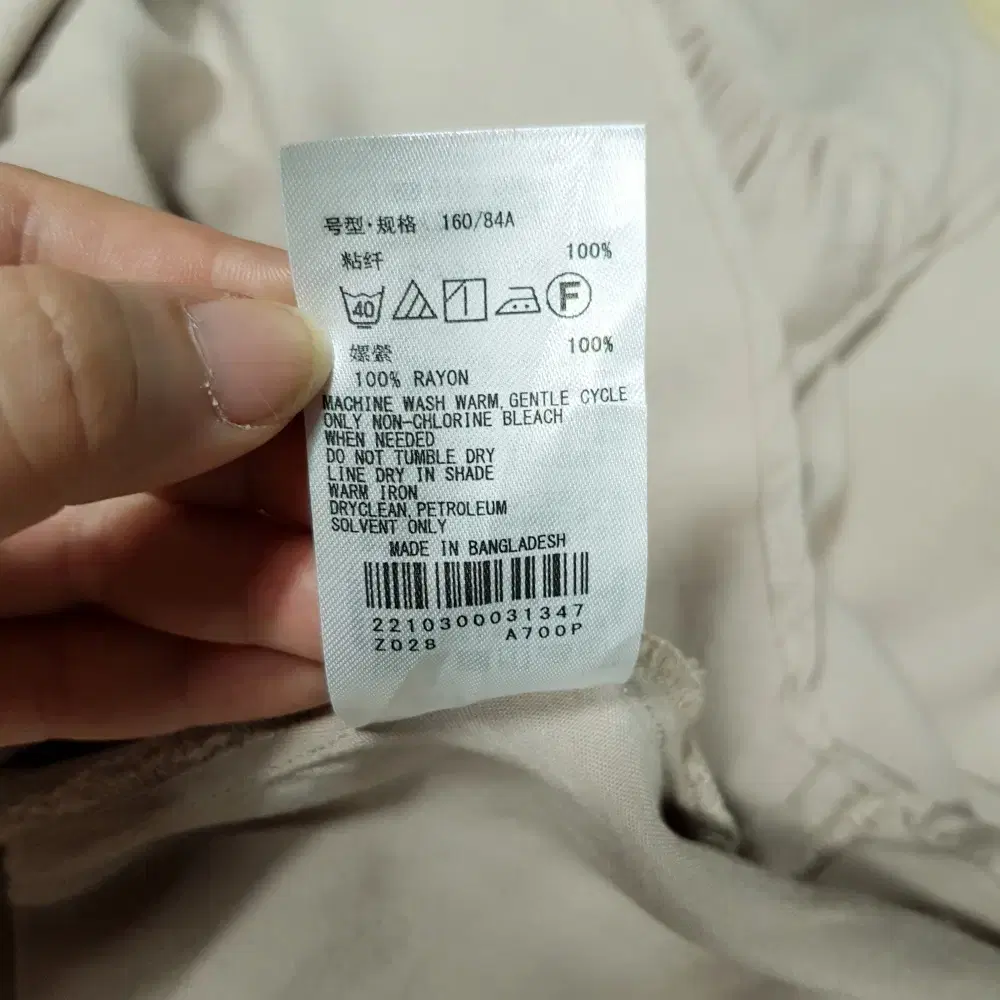 号型·规格 160/84A
粘纤 100%
40 F
嫘縈 100%
100% RAYON
MACHINE WASH WARM,GENTLE CYCLE
ONLY NON-CHLORINE BLEACH
WHEN NEEDED
DO NOT TUMBLE DRY
LINE DRY IN SHADE
WARM IRON
DRYCLEAN,PETROLEUM
SOLVENT ONLY
MADE IN BANGLADESH
2210300031347
Z028 A700P